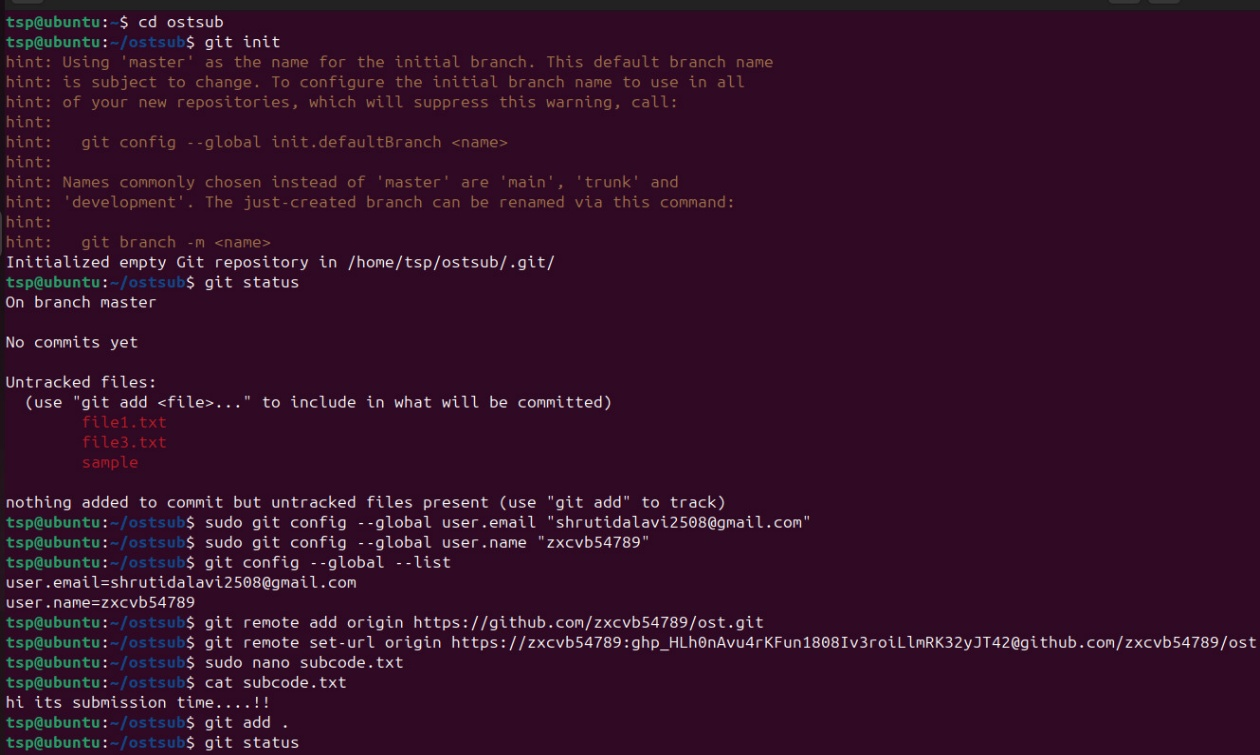 tsp@ubuntu:~$ cd ostsub
tsp@ubuntu:~/ostsub$ git init
hint: Using 'master' as the name for the initial branch. This default branch name
hint: is subject to change. To configure the initial branch name to use in all
hint: of your new repositories, which will suppress this warning, call:
hint:
hint:   git config --global init.defaultBranch <name>
hint:
hint: Names commonly chosen instead of 'master' are 'main', 'trunk' and
hint: 'development'. The just-created branch can be renamed via this command:
hint:
hint:   git branch -m <name>
Initialized empty Git repository in /home/tsp/ostsub/.git/
tsp@ubuntu:~/ostsub$ git status
On branch master
No commits yet
Untracked files:
  (use "git add <file>..." to include in what will be committed)
        file1.txt
        file3.txt
        sample
nothing added to commit but untracked files present (use "git add" to track)
tsp@ubuntu:~/ostsub$ sudo git config --global user.email "shrutidalavi2508@gmail.com"
tsp@ubuntu:~/ostsub$ sudo git config --global user.name "zxcvb54789"
tsp@ubuntu:~/ostsub$ git config --global --list
user.email=shrutidalavi2508@gmail.com
user.name=zxcvb54789
tsp@ubuntu:~/ostsub$ git remote add origin https://github.com/zxcvb54789/ost.git
tsp@ubuntu:~/ostsub$ git remote set-url origin https://zxcvb54789: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@github.com/zxcvb54789/ost
tsp@ubuntu:~/ostsub$ sudo nano subcode.txt
tsp@ubuntu:~/ostsub$ cat subcode.txt
hi its submission time....!!
tsp@ubuntu:~/ostsub$ git add .
tsp@ubuntu:~/ostsub$ git status